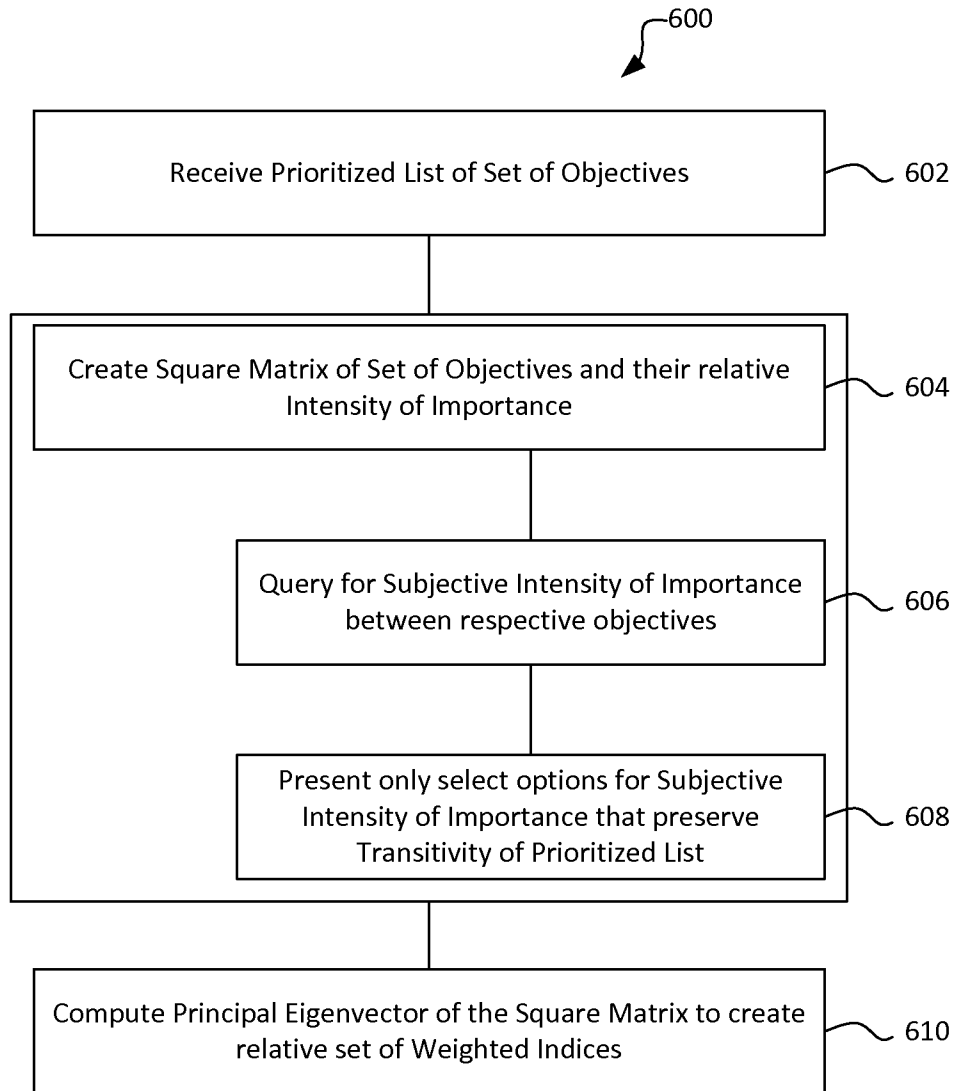 600
Receive Prioritized List of Set of Objectives
602
Create Square Matrix of Set of Objectives and their relative
Intensity of Importance
604
Query for Subjective Intensity of Importance
between respective objectives
606
Present only select options for Subjective
Intensity of Importance that preserve
Transitivity of Prioritized List
608
Compute Principal Eigenvector of the Square Matrix to create
relative set of Weighted Indices
610